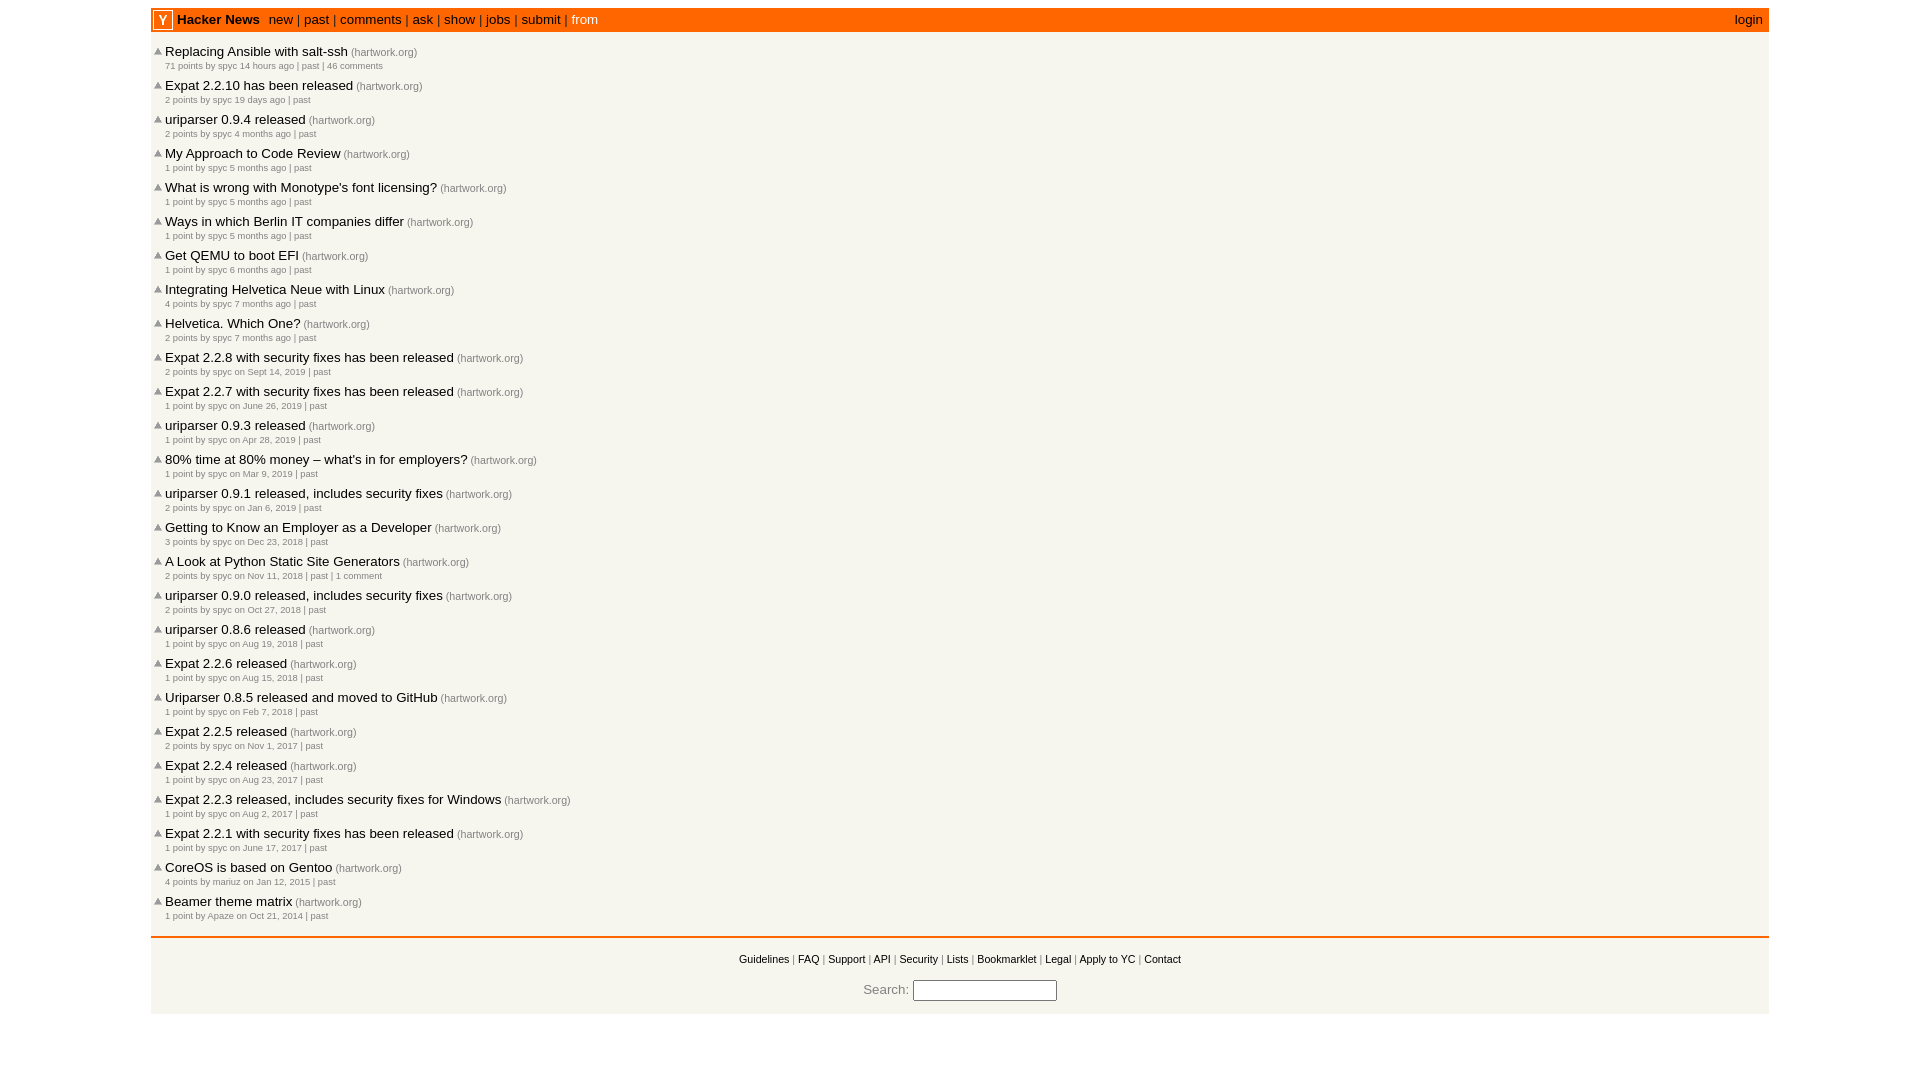 Y Hacker News new | past | comments | ask | show | jobs | submit | from login
Replacing Ansible with salt-ssh (hartwork.org)
71 points by spyc 14 hours ago | past | 46 comments
Expat 2.2.10 has been released (hartwork.org)
2 points by spyc 19 days ago | past
uriparser 0.9.4 released (hartwork.org)
2 points by spyc 4 months ago | past
My Approach to Code Review (hartwork.org)
1 point by spyc 5 months ago | past
What is wrong with Monotype's font licensing? (hartwork.org)
1 point by spyc 5 months ago | past
Ways in which Berlin IT companies differ (hartwork.org)
1 point by spyc 5 months ago | past
Get QEMU to boot EFI (hartwork.org)
1 point by spyc 6 months ago | past
Integrating Helvetica Neue with Linux (hartwork.org)
4 points by spyc 7 months ago | past
Helvetica. Which One? (hartwork.org)
2 points by spyc 7 months ago | past
Expat 2.2.8 with security fixes has been released (hartwork.org)
2 points by spyc on Sept 14, 2019 | past
Expat 2.2.7 with security fixes has been released (hartwork.org)
1 point by spyc on June 26, 2019 | past
uriparser 0.9.3 released (hartwork.org)
1 point by spyc on Apr 28, 2019 | past
80% time at 80% money – what's in for employers? (hartwork.org)
1 point by spyc on Mar 9, 2019 | past
uriparser 0.9.1 released, includes security fixes (hartwork.org)
2 points by spyc on Jan 6, 2019 | past
Getting to Know an Employer as a Developer (hartwork.org)
3 points by spyc on Dec 23, 2018 | past
A Look at Python Static Site Generators (hartwork.org)
2 points by spyc on Nov 11, 2018 | past | 1 comment
uriparser 0.9.0 released, includes security fixes (hartwork.org)
2 points by spyc on Oct 27, 2018 | past
uriparser 0.8.6 released (hartwork.org)
1 point by spyc on Aug 19, 2018 | past
Expat 2.2.6 released (hartwork.org)
1 point by spyc on Aug 15, 2018 | past
Uriparser 0.8.5 released and moved to GitHub (hartwork.org)
1 point by spyc on Feb 7, 2018 | past
Expat 2.2.5 released (hartwork.org)
2 points by spyc on Nov 1, 2017 | past
Expat 2.2.4 released (hartwork.org)
1 point by spyc on Aug 23, 2017 | past
Expat 2.2.3 released, includes security fixes for Windows (hartwork.org)
1 point by spyc on Aug 2, 2017 | past
Expat 2.2.1 with security fixes has been released (hartwork.org)
1 point by spyc on June 17, 2017 | past
CoreOS is based on Gentoo (hartwork.org)
4 points by mariuz on Jan 12, 2015 | past
Beamer theme matrix (hartwork.org)
1 point by Apaze on Oct 21, 2014 | past
Guidelines | FAQ | Support | API | Security | Lists | Bookmarklet | Legal | Apply to YC | Contact
Search: